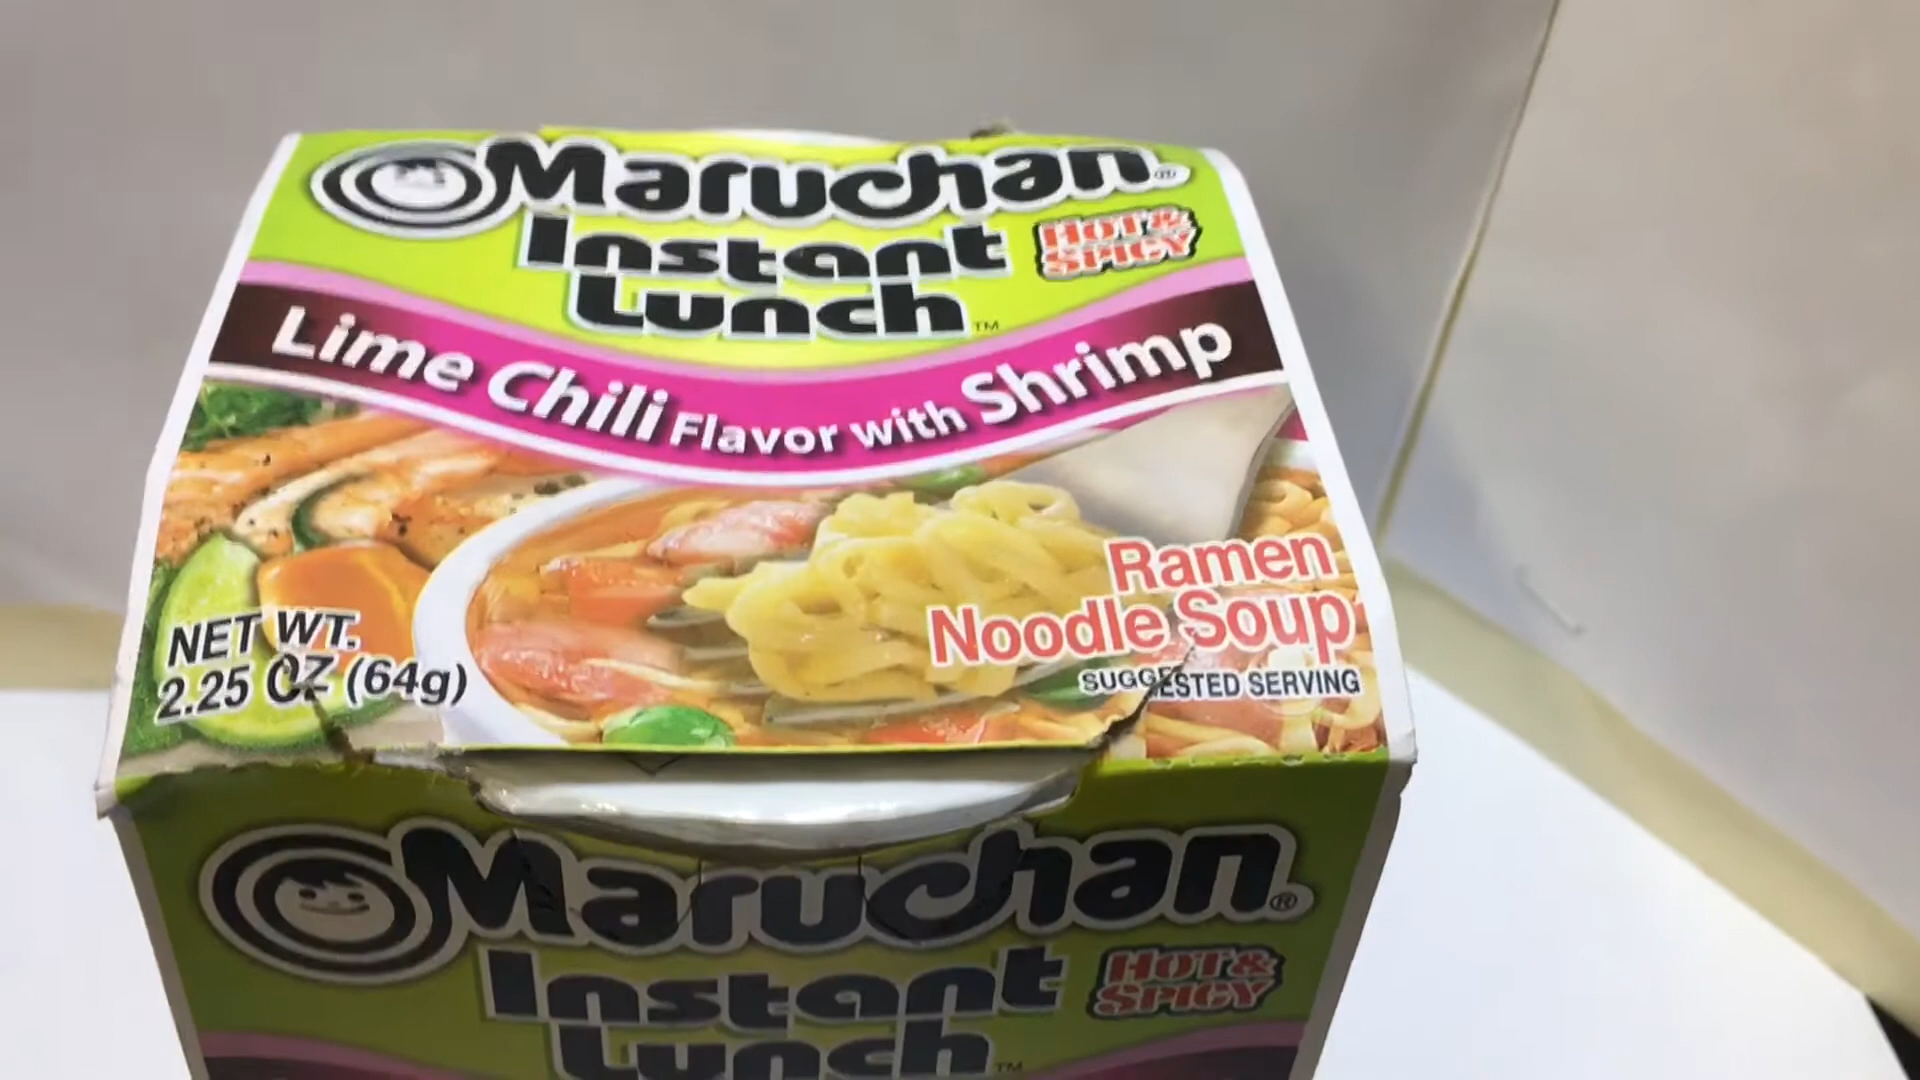 Maruchan®
Instant
Lunch™
HOT &
SPICY
Lime Chili Flavor with Shrimp
Ramen
Noodle Soup
SUGGESTED SERVING
NET WT.
2.25 OZ (64g)
Maruchan®
Instant
Lunch™
HOT &
SPICY